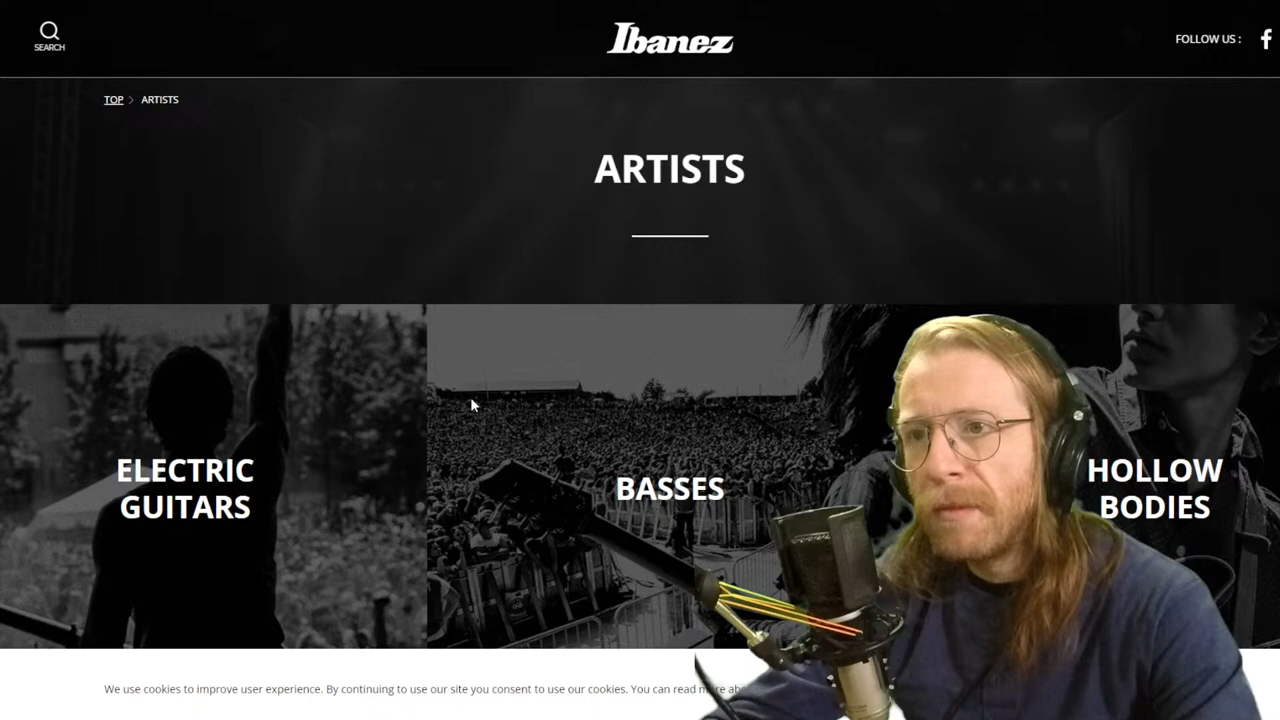 SEARCH
Ibanez
FOLLOW US :
TOP > ARTISTS
ARTISTS
ELECTRIC
GUITARS
BASSES
HOLLOW
BODIES
We use cookies to improve user experience. By continuing to use our site you consent to use our cookies. You can read more